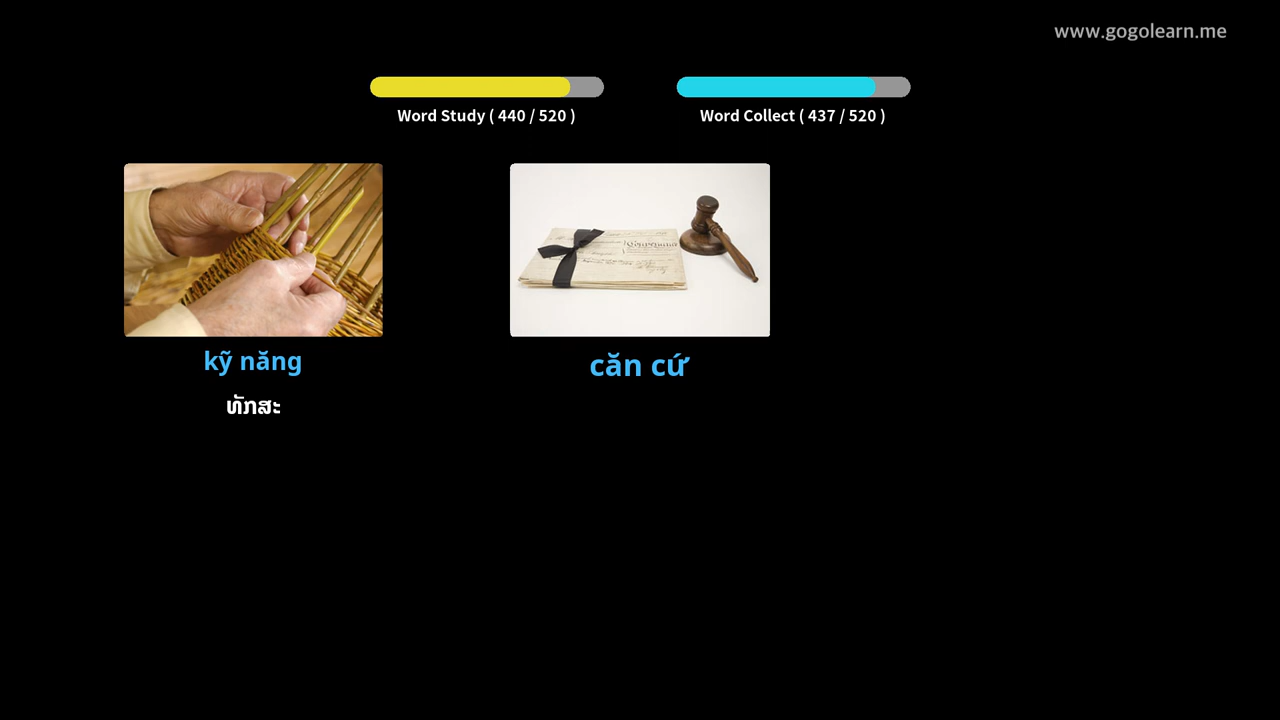 www.gogolearn.me
Word Study ( 440 / 520 )
Word Collect ( 437 / 520 )
kỹ năng
ທັກສະ
căn cứ